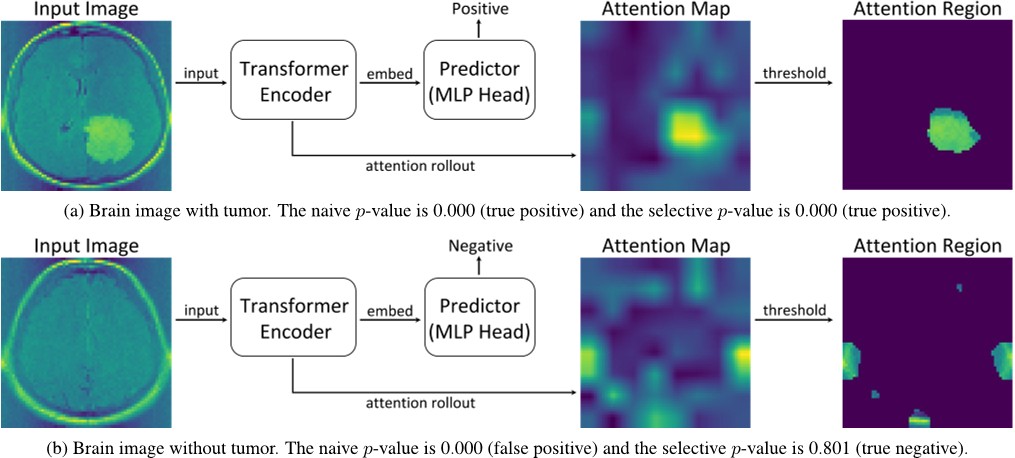 Input Image
Positive
Attention Map
Attention Region
input
Transformer
Encoder
embed
Predictor
(MLP Head)
threshold
attention rollout
(a) Brain image with tumor. The naive p-value is 0.000 (true positive) and the selective p-value is 0.000 (true positive).
Input Image
Negative
Attention Map
Attention Region
input
Transformer
Encoder
embed
Predictor
(MLP Head)
threshold
attention rollout
(b) Brain image without tumor. The naive p-value is 0.000 (false positive) and the selective p-value is 0.801 (true negative).